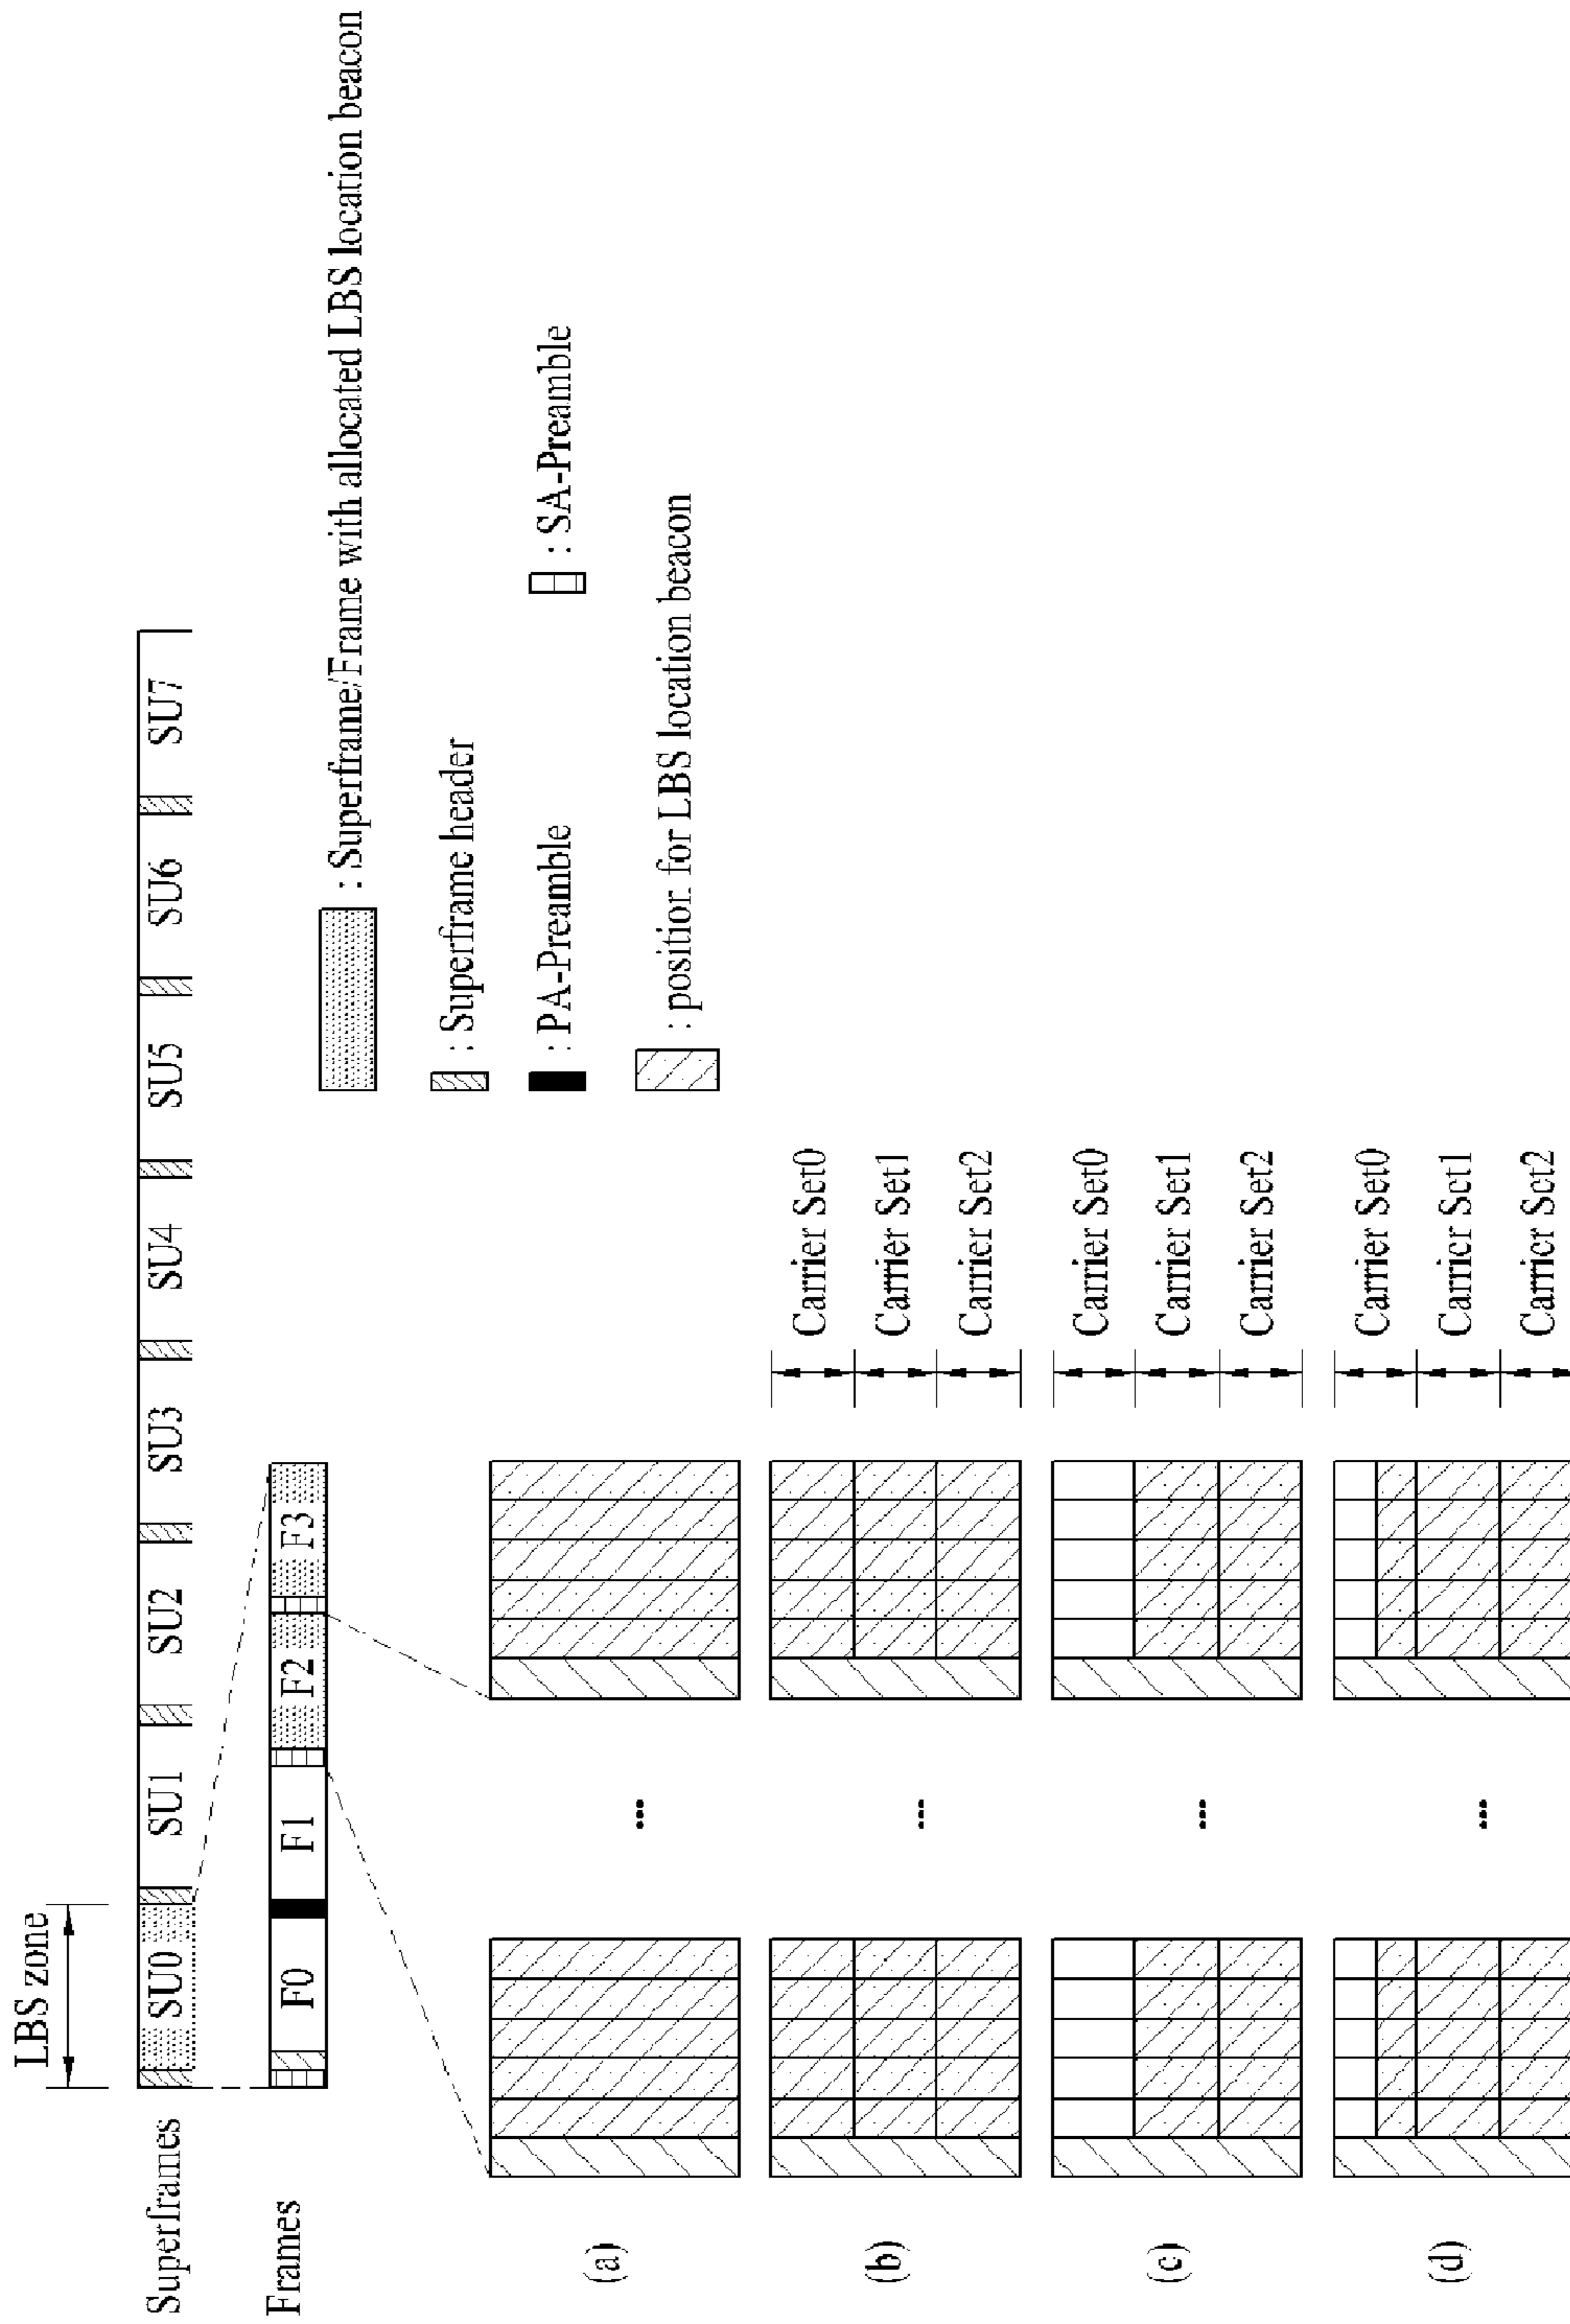 LBS zone
Superframes
SU0
SU1
SU2
SU3
SU4
SU5
SU6
SU7
Frames
F0
F1
F2
F3
: Superframe/Frame with allocated LBS location beacon
: Superframe header
: PA-Preamble
: SA-Preamble
: position for LBS location beacon
(a)
...
(b)
...
Carrier Set0
Carrier Set1
Carrier Set2
(c)
...
Carrier Set0
Carrier Set1
Carrier Set2
(d)
...
Carrier Set0
Carrier Set1
Carrier Set2